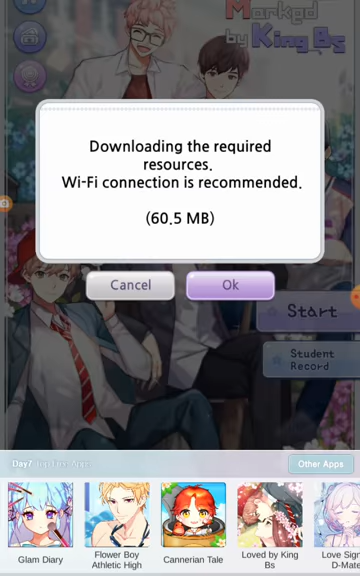 Marked
by King Bs
Downloading the required
resources.
Wi-Fi connection is recommended.
(60.5 MB)
Cancel
Ok
Start
Student
Record
Day7
Other Apps
Glam Diary
Flower Boy
Athletic High
Cannerian Tale
Loved by King
Bs
Love Sign
D-Mate